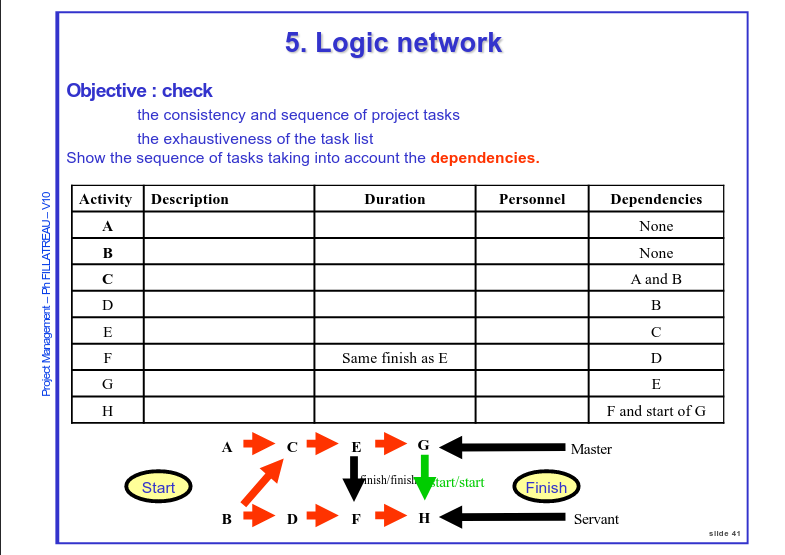 5. Logic network
Objective : check
the consistency and sequence of project tasks
the exhaustiveness of the task list
Show the sequence of tasks taking into account the dependencies.
Project Management – Ph FILLATREAU – V10
Activity Description Duration Personnel Dependencies
A None
B None
C A and B
D B
E C
F Same finish as E D
G E
H F and start of G
A C E G Master
Start finish/finish start/start Finish
B D F H Servant
slide 41